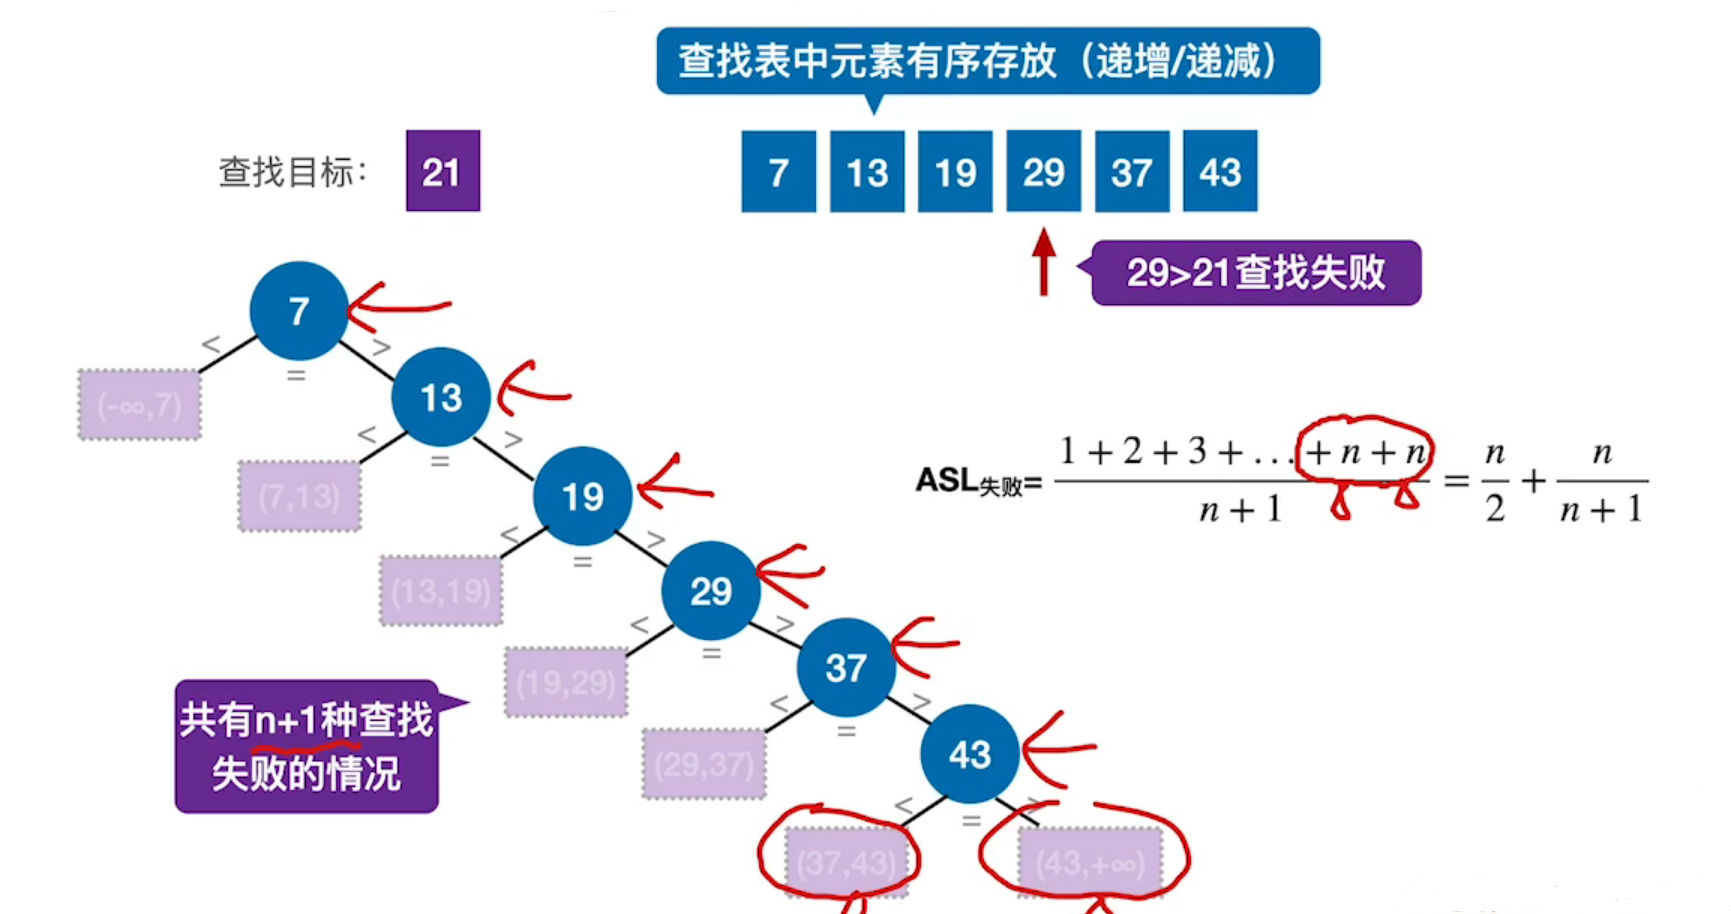 查找表中元素有序存放（递增/递减）
查找目标： 21
7 13 19 29 37 43
29>21查找失败
7
< = >
(-∞,7)
13
< = >
(7,13)
19
< = >
(13,19)
29
< = >
(19,29)
37
< = >
(29,37)
43
< = >
(37,43) (43,+∞)
共有n+1种查找
失败的情况
ASL失败= (1 + 2 + 3 + … + n + n)/(n + 1) = n/2 + n/(n + 1)